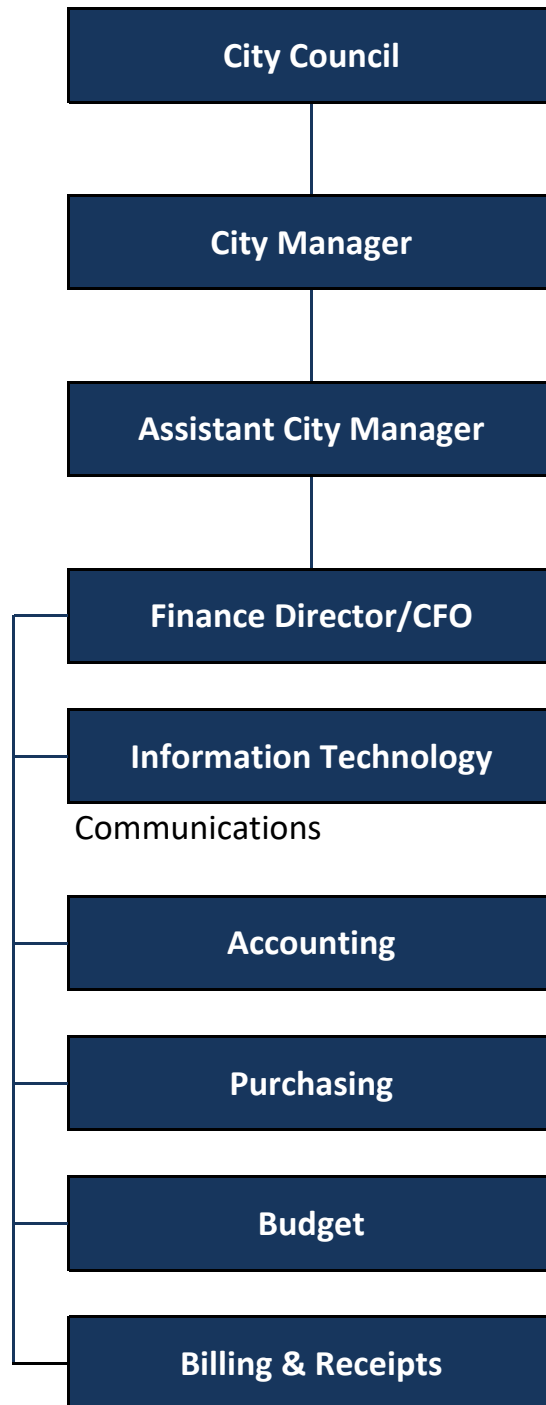 City Council
City Manager
Assistant City Manager
Finance Director/CFO
Information Technology
Communications
Accounting
Purchasing
Budget
Billing & Receipts